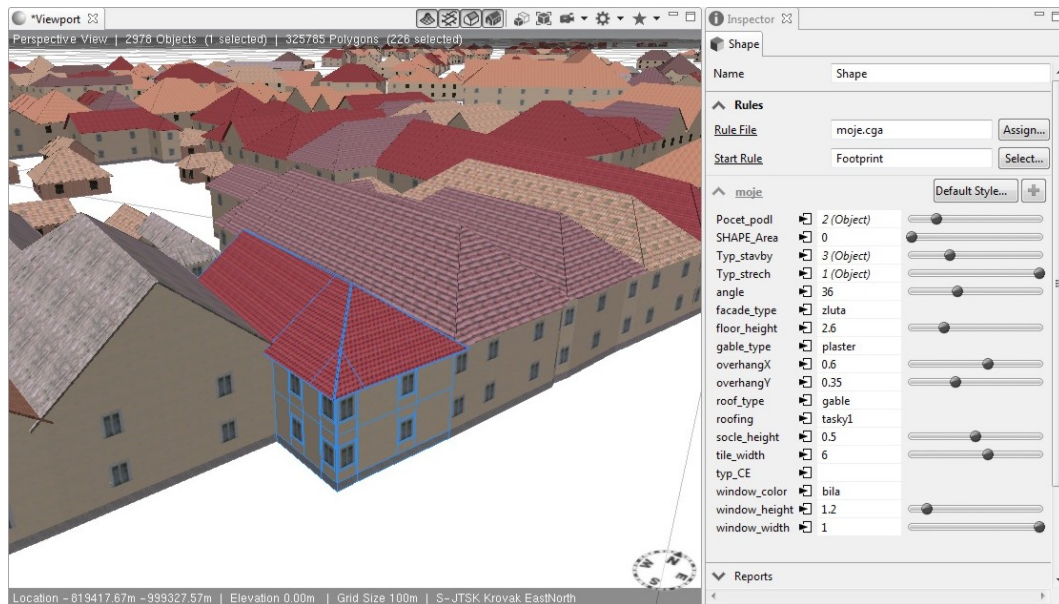 *Viewport
Perspective View | 2978 Objects (1 selected) | 325785 Polygons (226 selected)
Location -819417.67m -999327.57m | Elevation 0.00m | Grid Size 100m | S-JTSK Krovak EastNorth
N
E
S
W
Inspector
Shape
Name Shape
Rules
Rule File moje.cga Assign...
Start Rule Footprint Select...
moje Default Style...
Pocet_podl 2 (Object)
SHAPE_Area 0
Typ_stavby 3 (Object)
Typ_strech 1 (Object)
angle 36
facade_type zluta
floor_height 2.6
gable_type plaster
overhangX 0.6
overhangY 0.35
roof_type gable
roofing tasky1
socle_height 0.5
tile_width 6
typ_CE
window_color bila
window_height 1.2
window_width 1
Reports